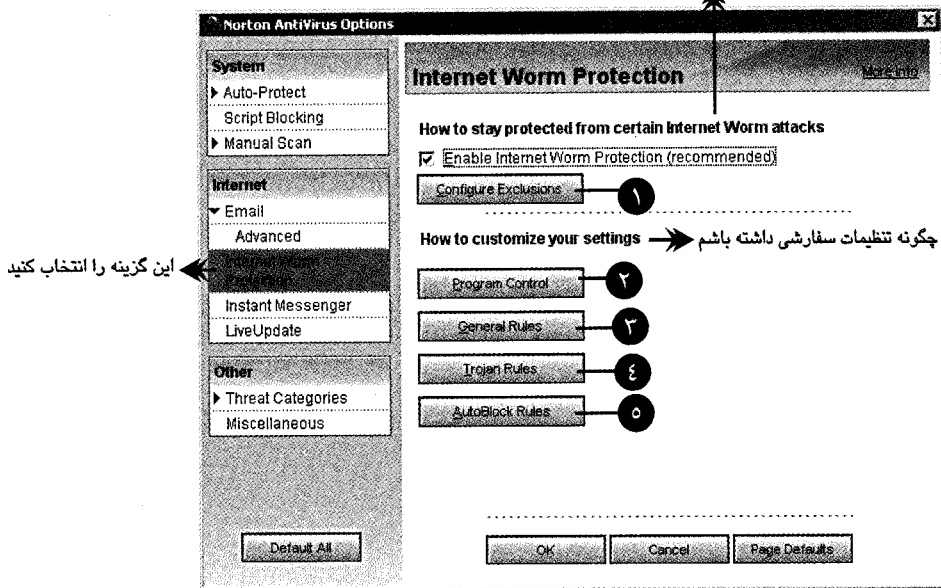 Norton AntiVirus Options
System
Auto-Protect
Script Blocking
Manual Scan
Internet
Email
Advanced
Instant Messenger
LiveUpdate
Other
Threat Categories
Miscellaneous
Default All
این گزینه را انتخاب کنید
Internet Worm Protection
More info
How to stay protected from certain Internet Worm attacks
Enable Internet Worm Protection (recommended)
Configure Exclusions ۱
How to customize your settings چگونه تنظیمات سفارشی داشته باشم
Program Control ۲
General Rules ۳
Trojan Rules ٤
AutoBlock Rules ۵
OK Cancel Page Defaults